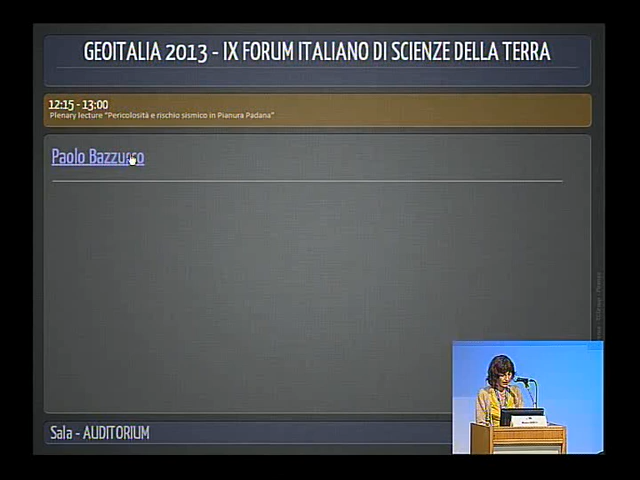 GEOITALIA 2013 - IX FORUM ITALIANO DI SCIENZE DELLA TERRA
12:15 - 13:00
Plenary lecture "Pericolosità e rischio sismico in Pianura Padana"
Paolo Bazzurro
Sala - AUDITORIUM